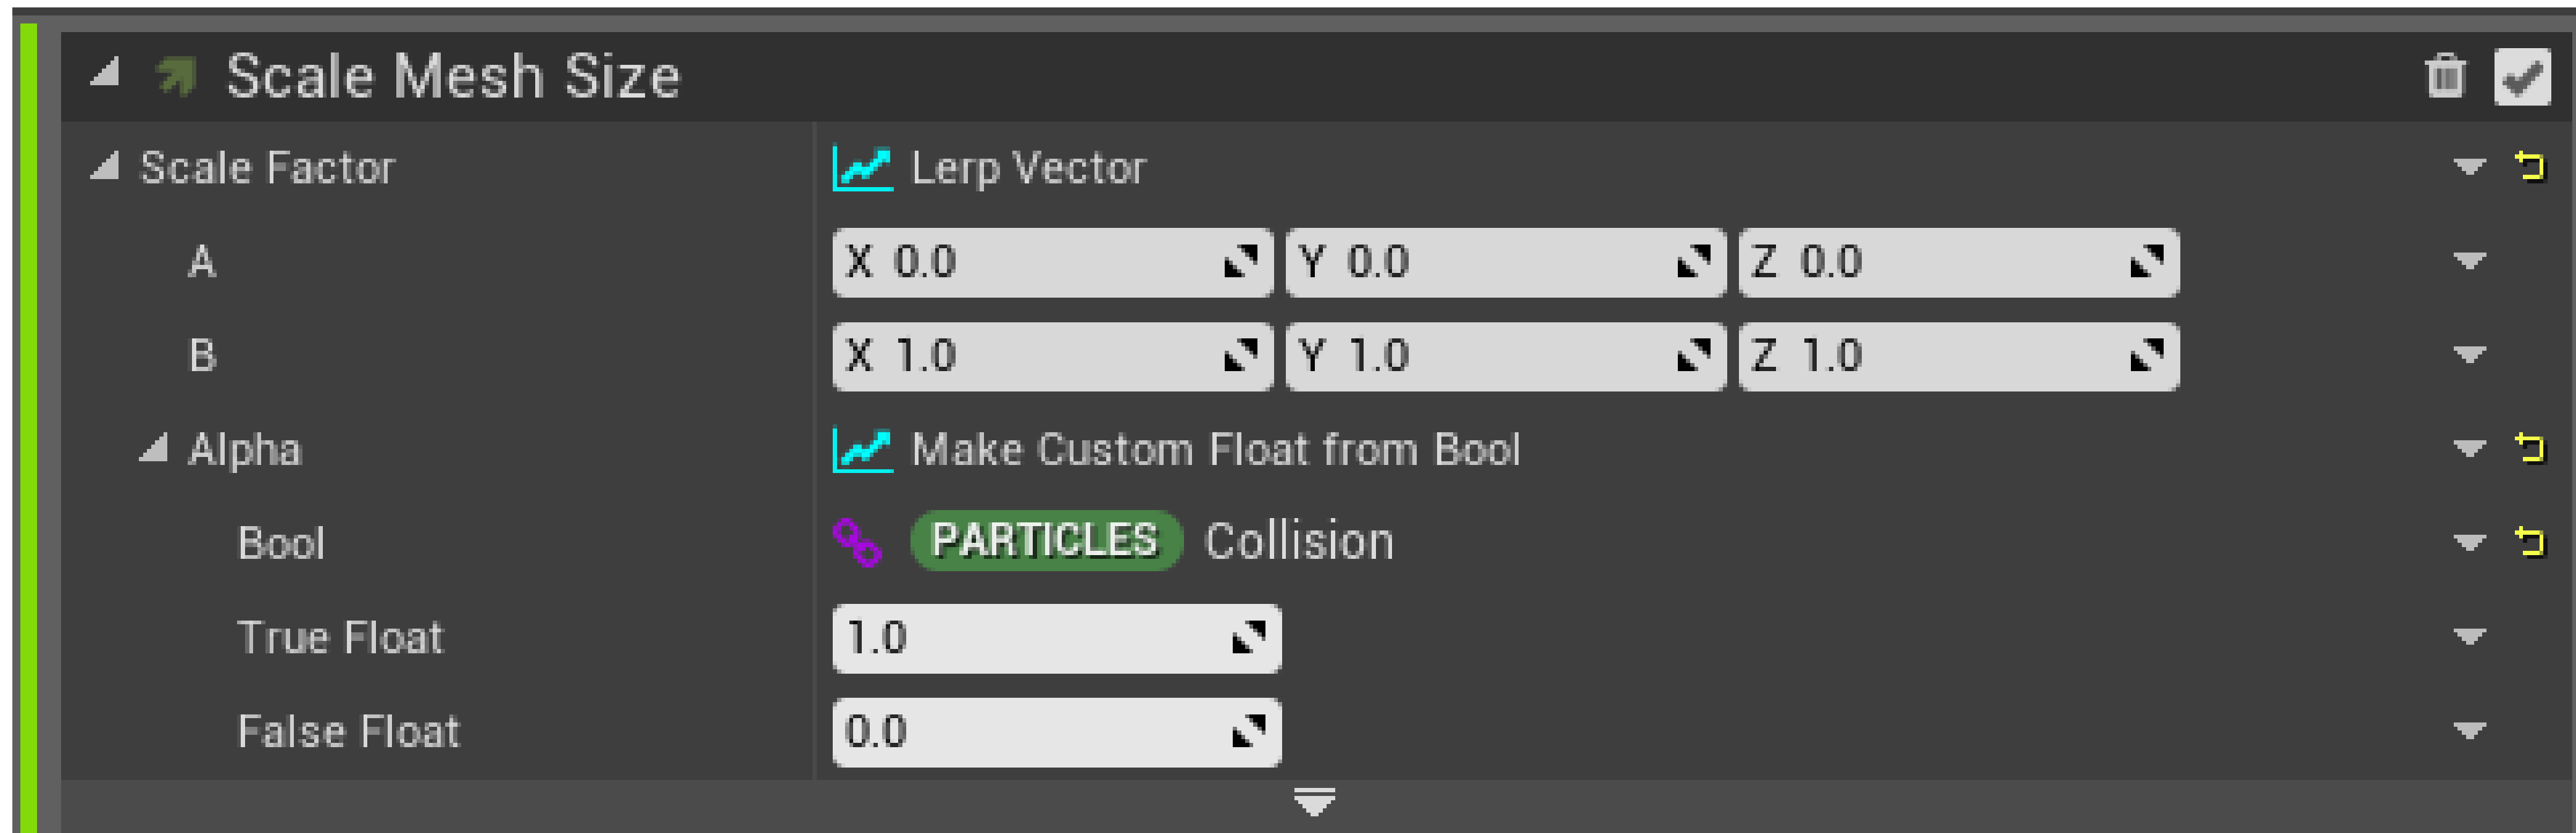 Scale Mesh Size
Scale Factor Lerp Vector
A X 0.0 Y 0.0 Z 0.0
B X 1.0 Y 1.0 Z 1.0
Alpha Make Custom Float from Bool
Bool PARTICLES Collision
True Float 1.0
False Float 0.0